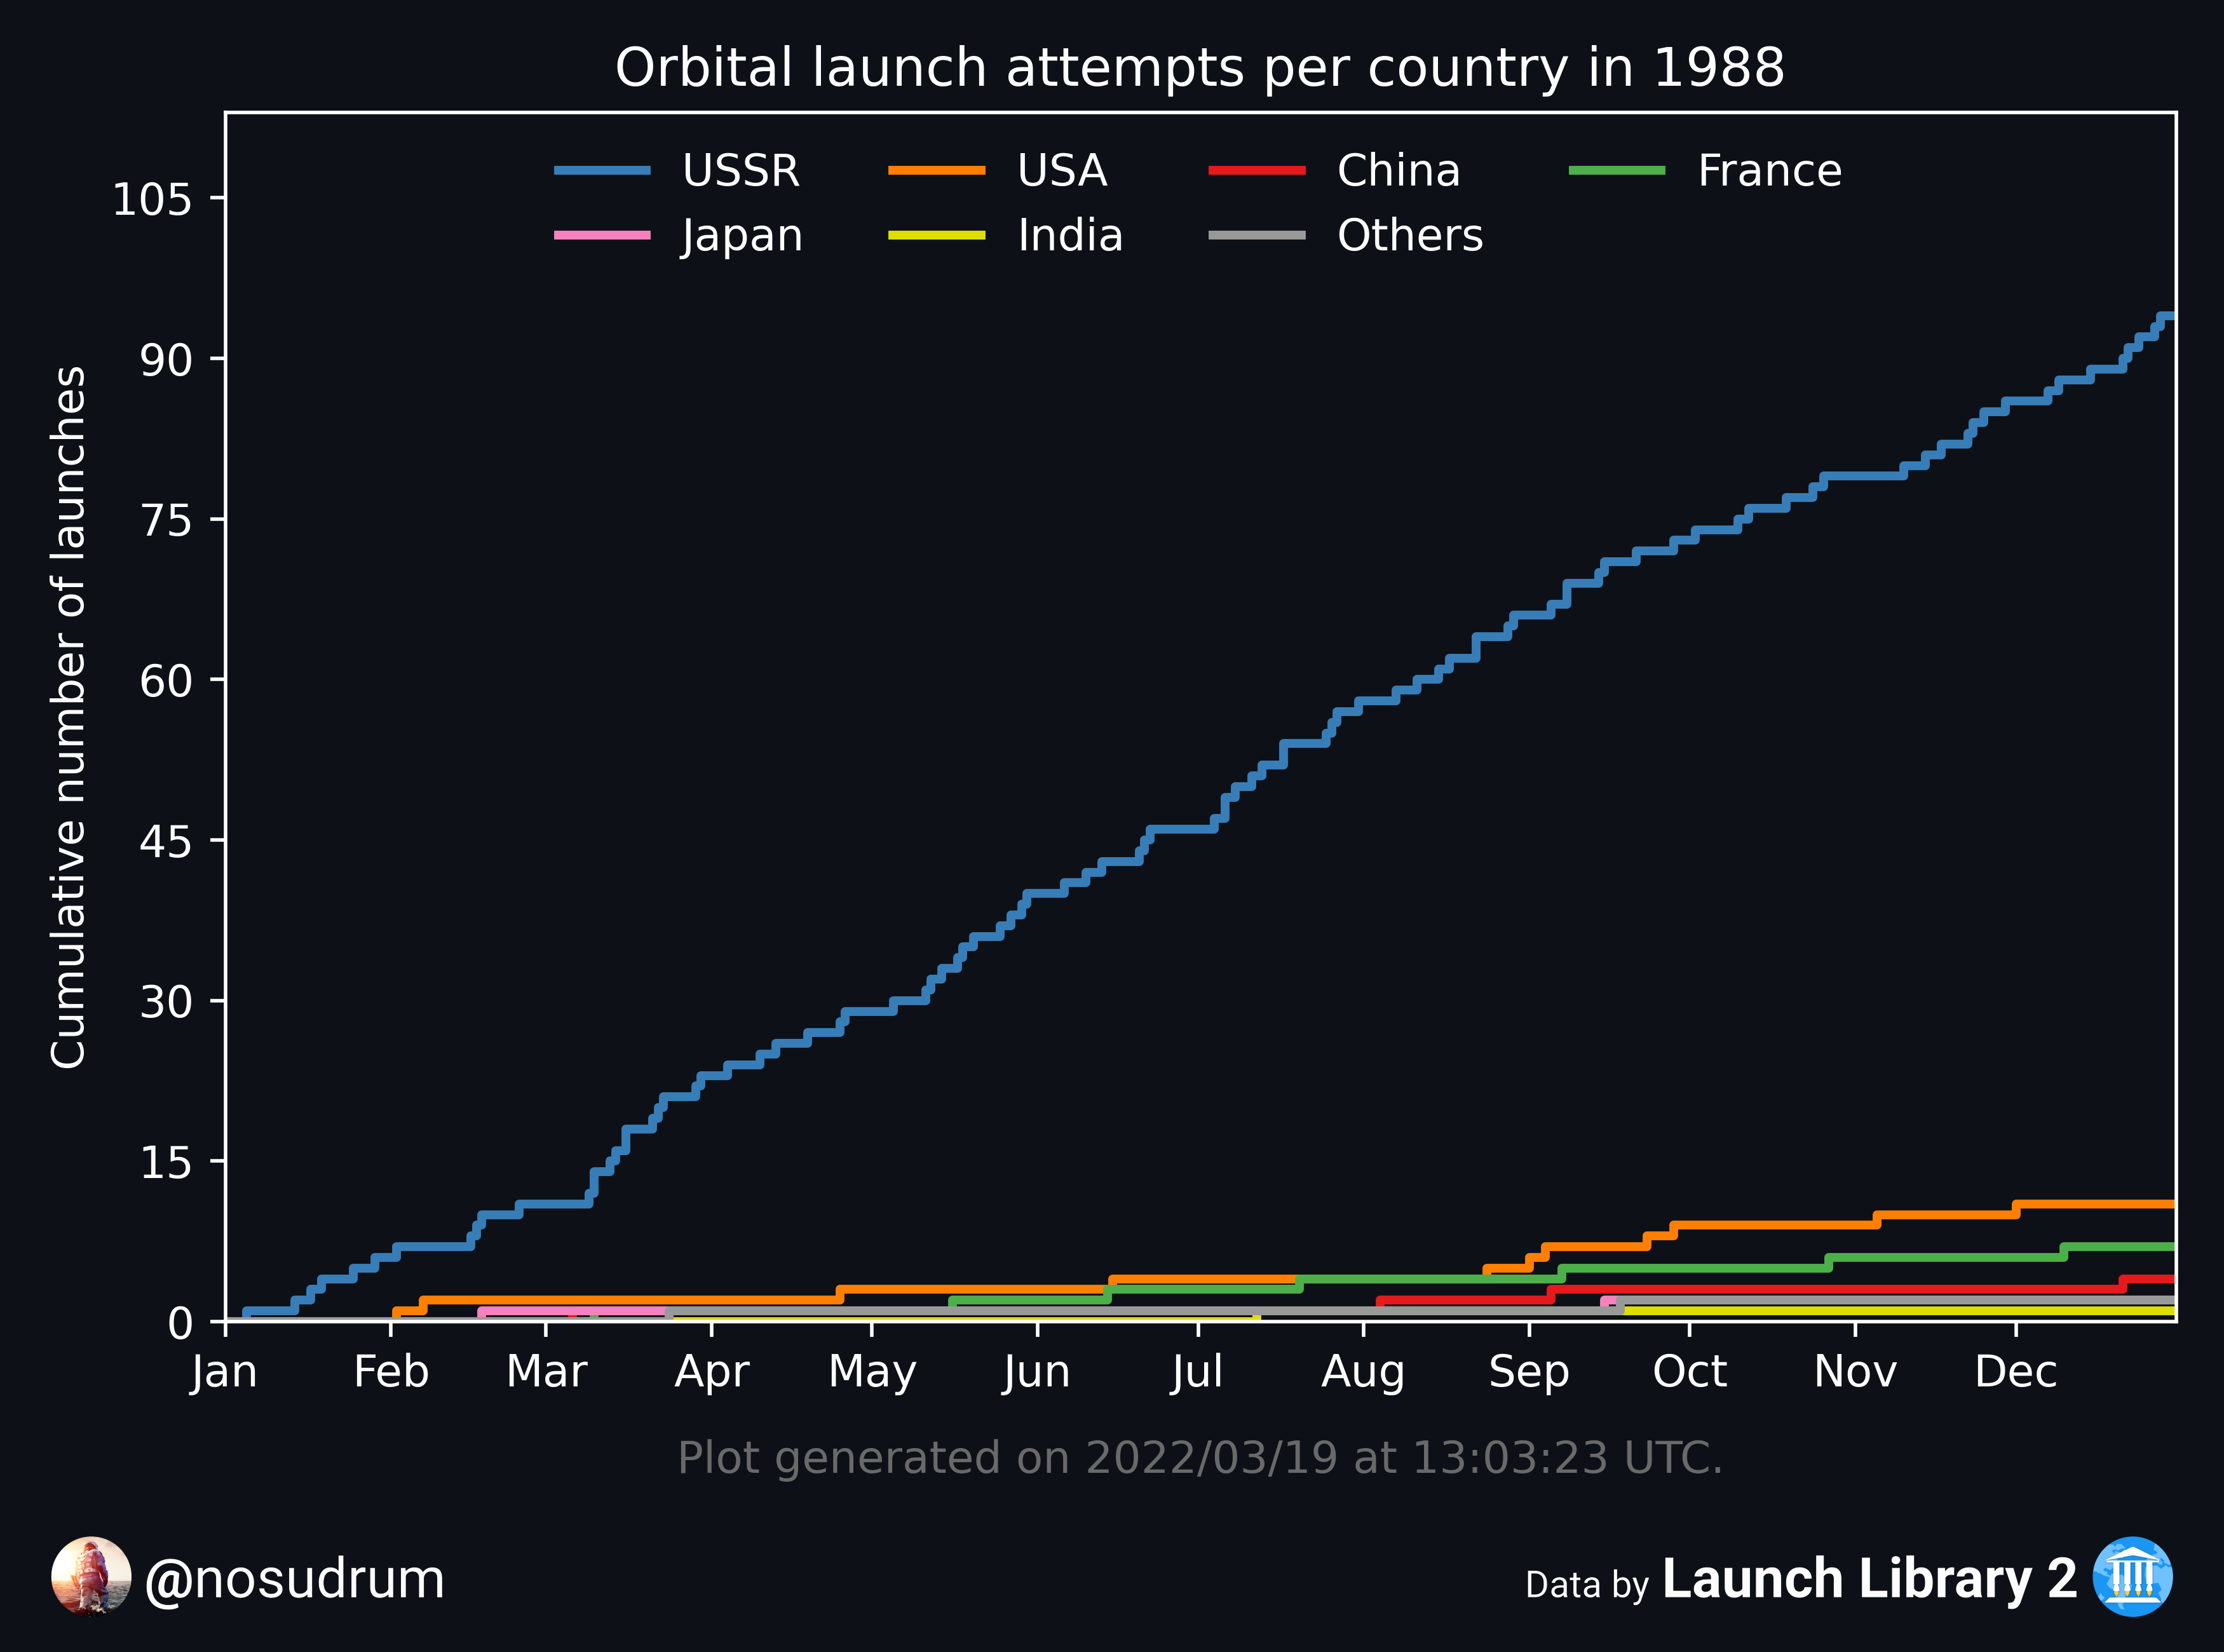 Orbital launch attempts per country in 1988
USSR USA China France
Japan India Others
Cumulative number of launches
105
90
75
60
45
30
15
0
Jan Feb Mar Apr May Jun Jul Aug Sep Oct Nov Dec
Plot generated on 2022/03/19 at 13:03:23 UTC.
@nosudrum
Data by Launch Library 2